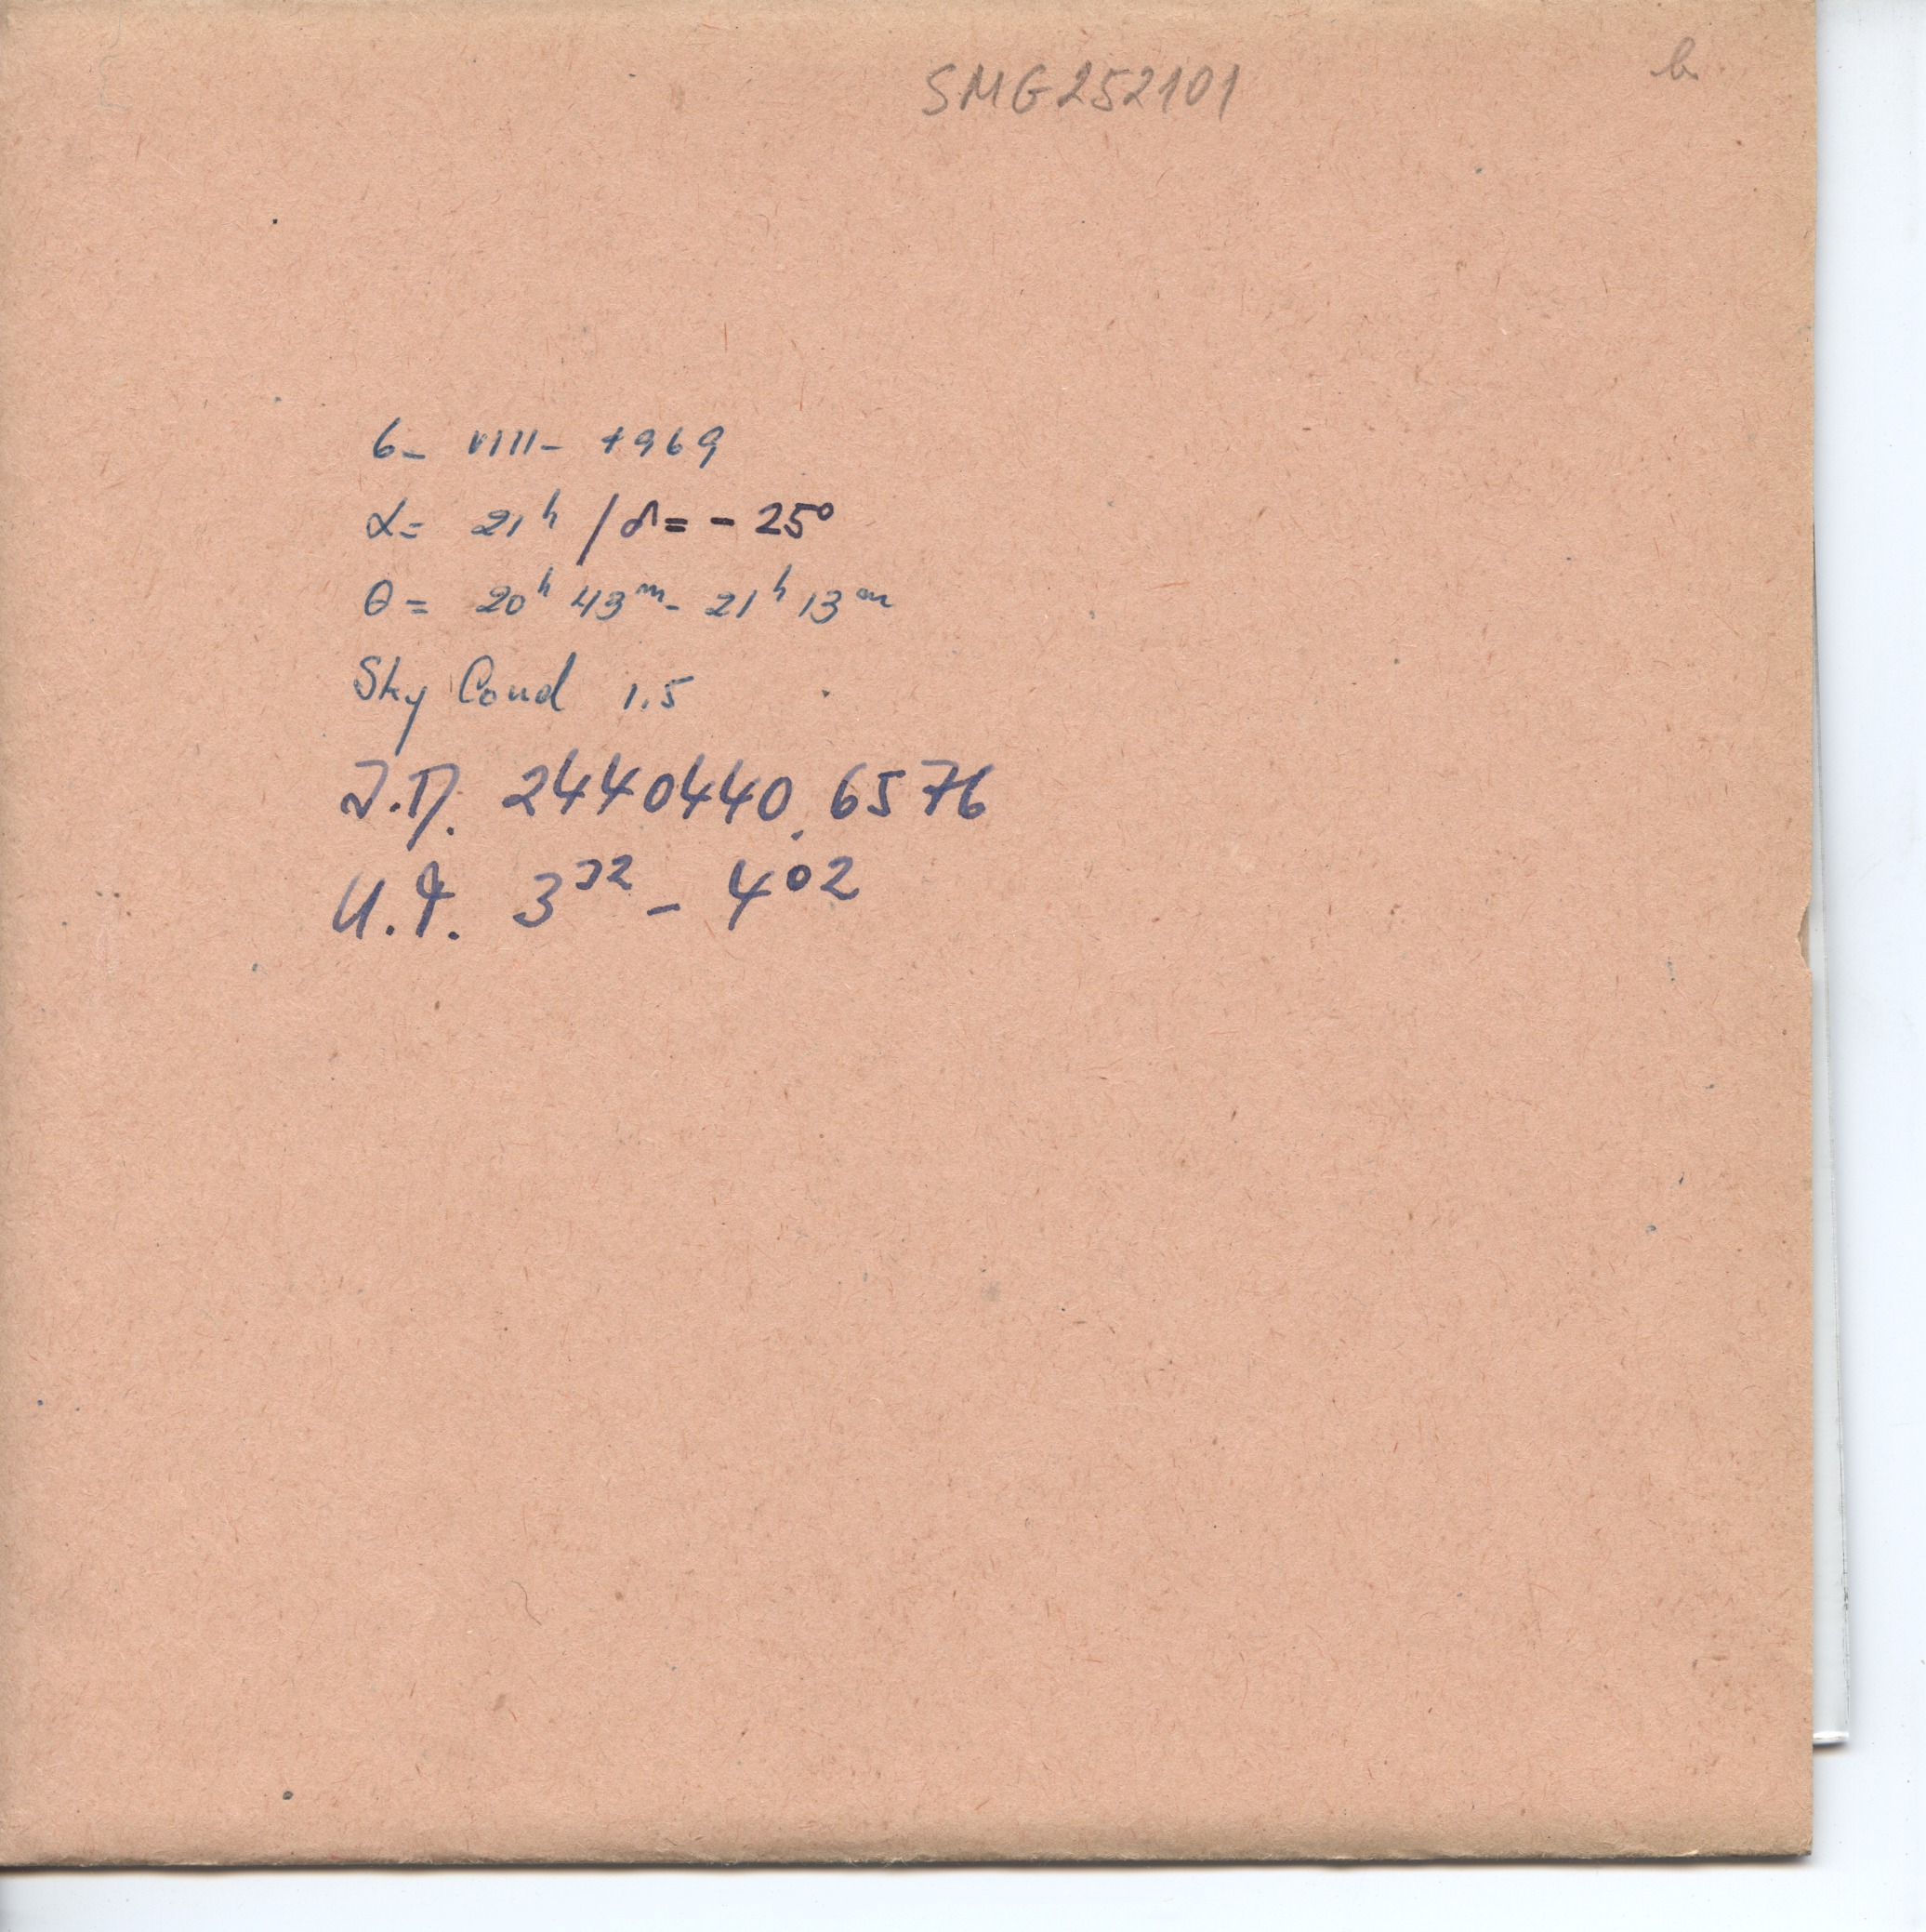 SMG252101
b
6- VIII- 1969
α= 21ʰ / δ= - 25°
θ= 20ʰ 43ᵐ- 21ʰ 13ᵐ
Sky Cond 1.5
J.D. 2440440.6576
U.T. 3³² - 4⁰²